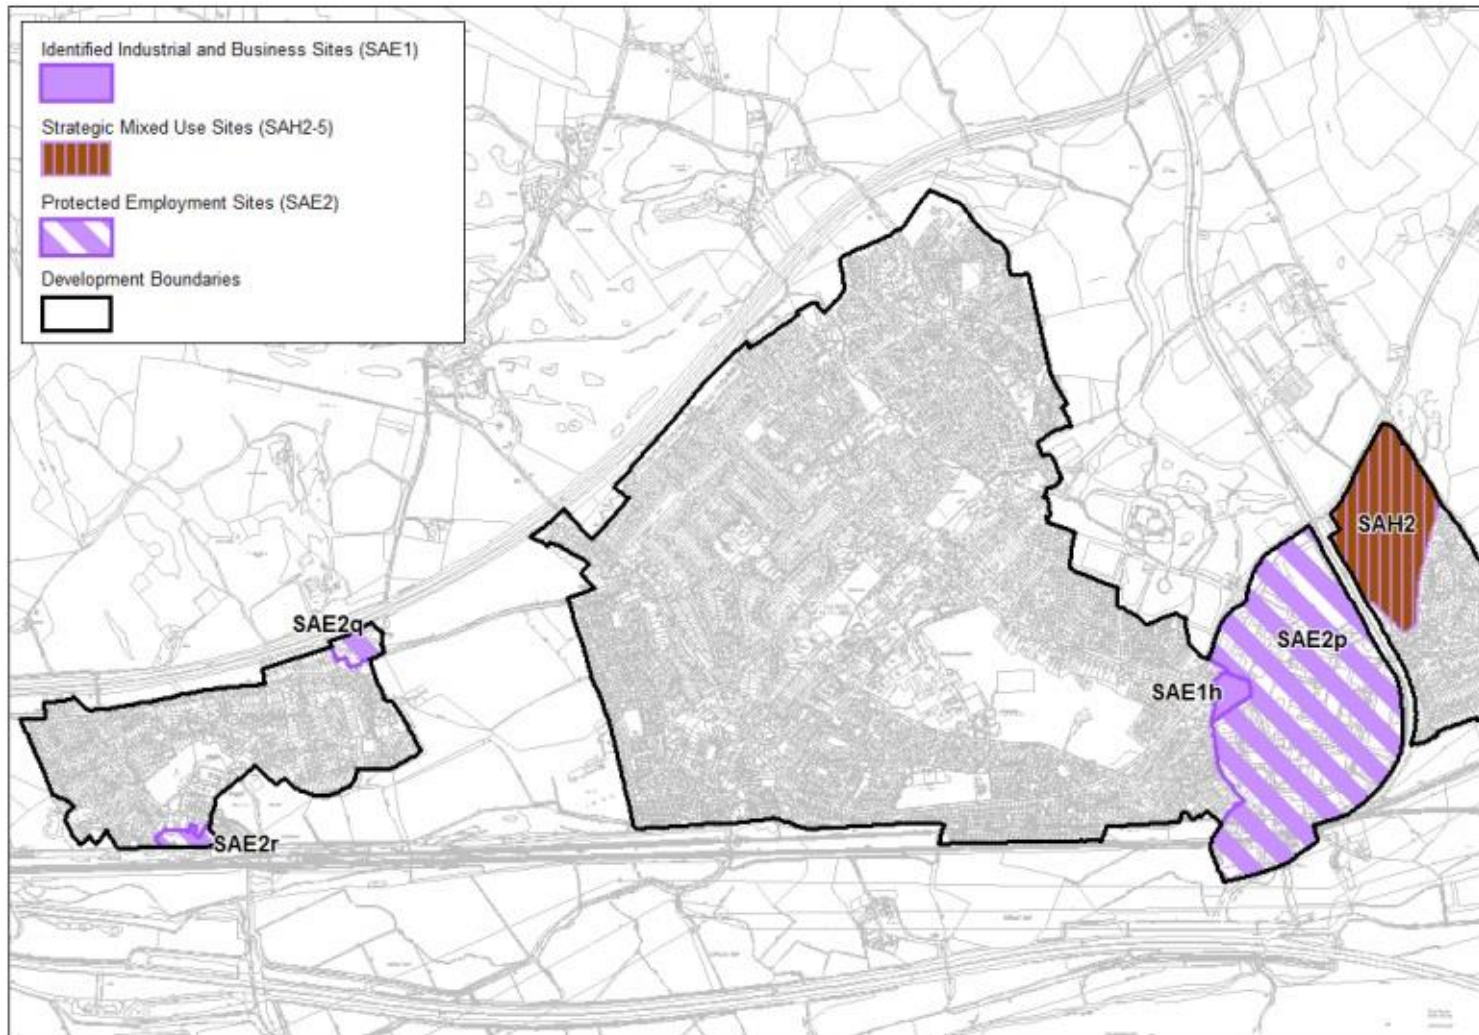 Identified Industrial and Business Sites (SAE1)
Strategic Mixed Use Sites (SAH2-5)
Protected Employment Sites (SAE2)
Development Boundaries
SAH2
SAE2q
SAE2p
SAE1h
SAE2r